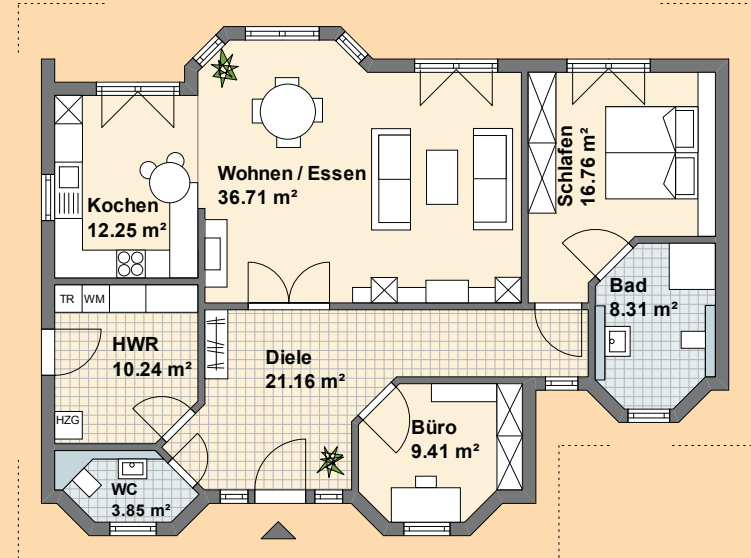 Wohnen / Essen
36.71 m²
Schlafen
16.76 m²
Kochen
12.25 m²
Bad
8.31 m²
TR
WM
HWR
10.24 m²
Diele
21.16 m²
HZG
Büro
9.41 m²
WC
3.85 m²